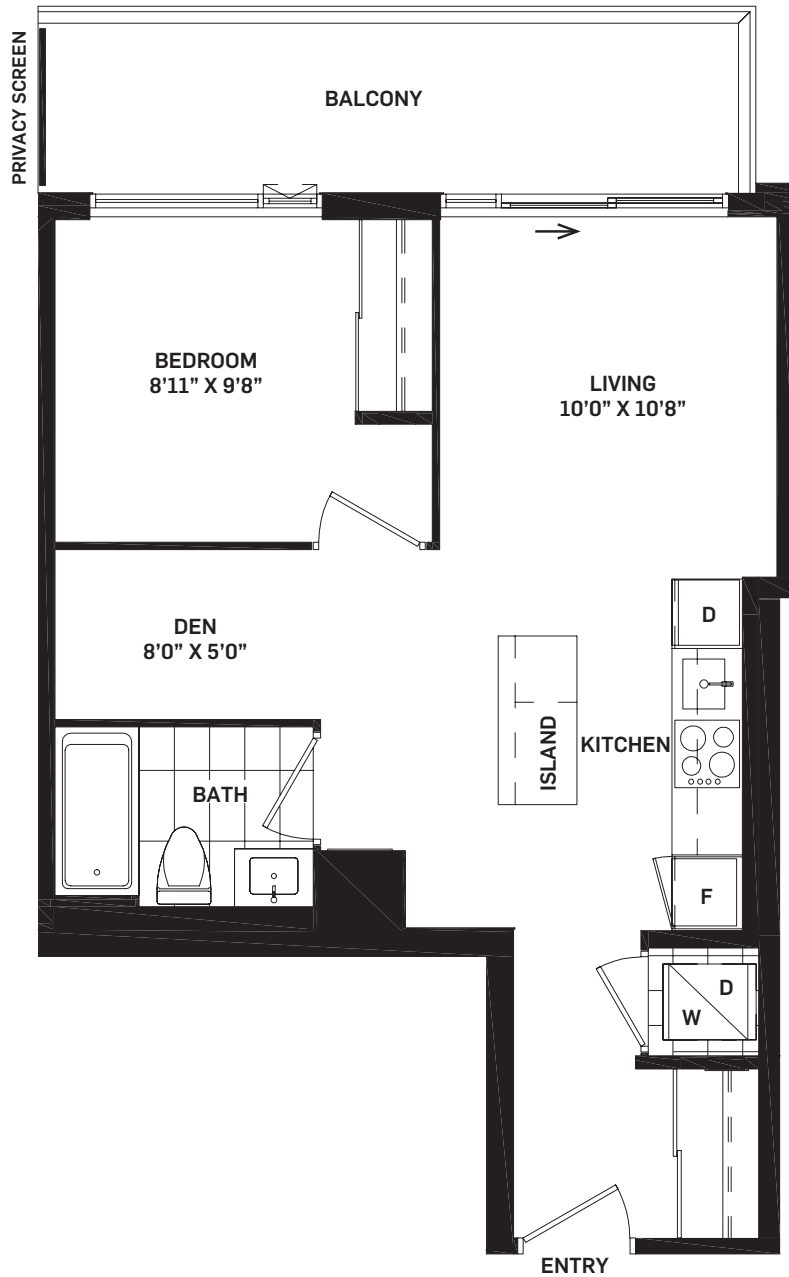 PRIVACY SCREEN
BALCONY
BEDROOM
8’11” X 9’8”
LIVING
10’0” X 10’8”
DEN
8’0” X 5’0”
D
ISLAND
KITCHEN
BATH
F
D
W
ENTRY